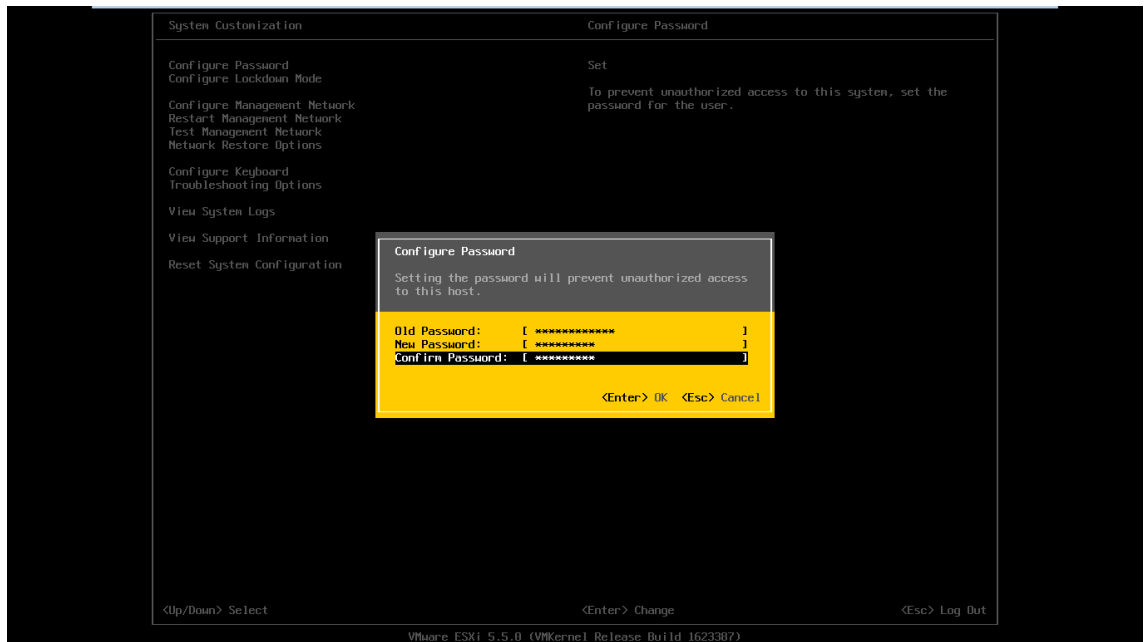 System Customization
Configure Password
Configure Password
Configure Lockdown Mode
Configure Management Network
Restart Management Network
Test Management Network
Network Restore Options
Configure Keyboard
Troubleshooting Options
View System Logs
View Support Information
Reset System Configuration
Set
To prevent unauthorized access to this system, set the
password for the user.
Configure Password
Setting the password will prevent unauthorized access
to this host.
Old Password: [ ************ ]
New Password: [ ********* ]
Confirm Password: [ ********* ]
<Enter> OK <Esc> Cancel
<Up/Down> Select
<Enter> Change
<Esc> Log Out
VMware ESXi 5.5.0 (VMKernel Release Build 1623387)